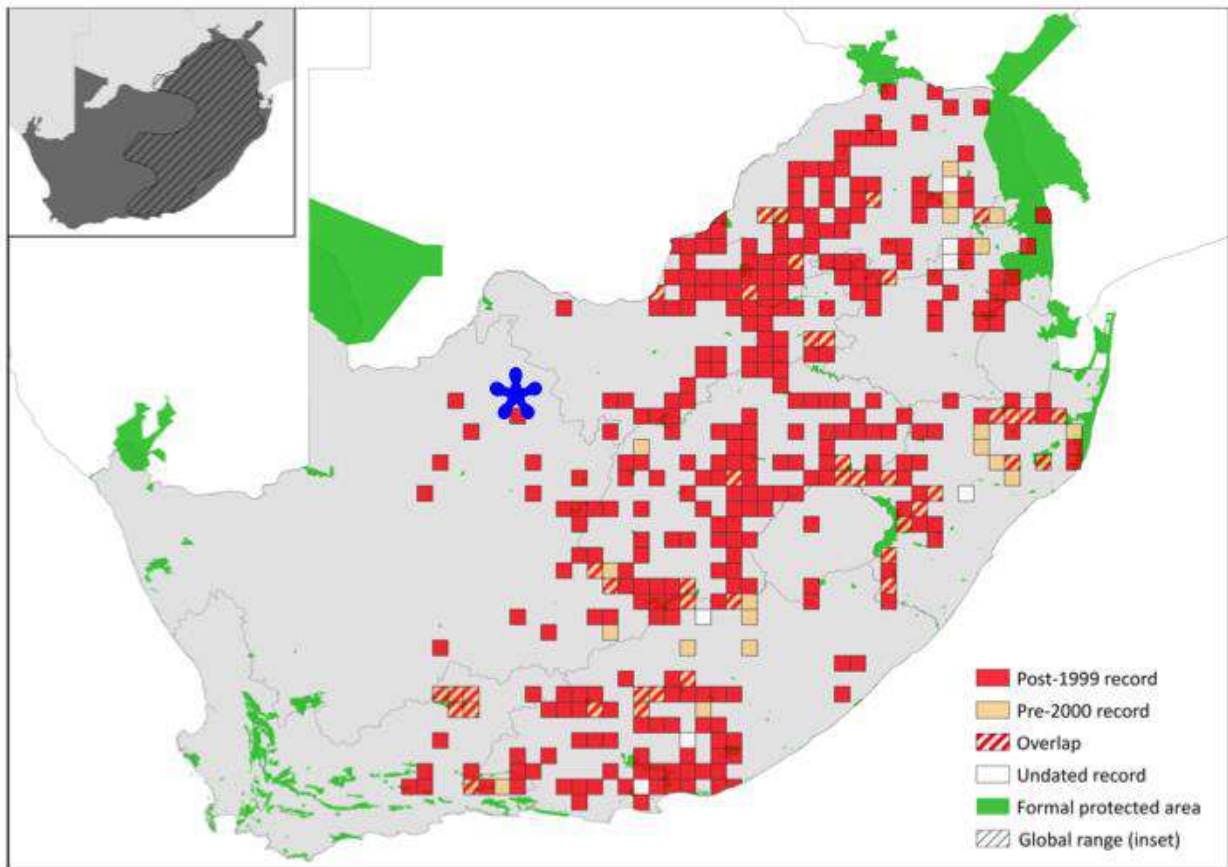 Post-1999 record
Pre-2000 record
Overlap
Undated record
Formal protected area
Global range (inset)